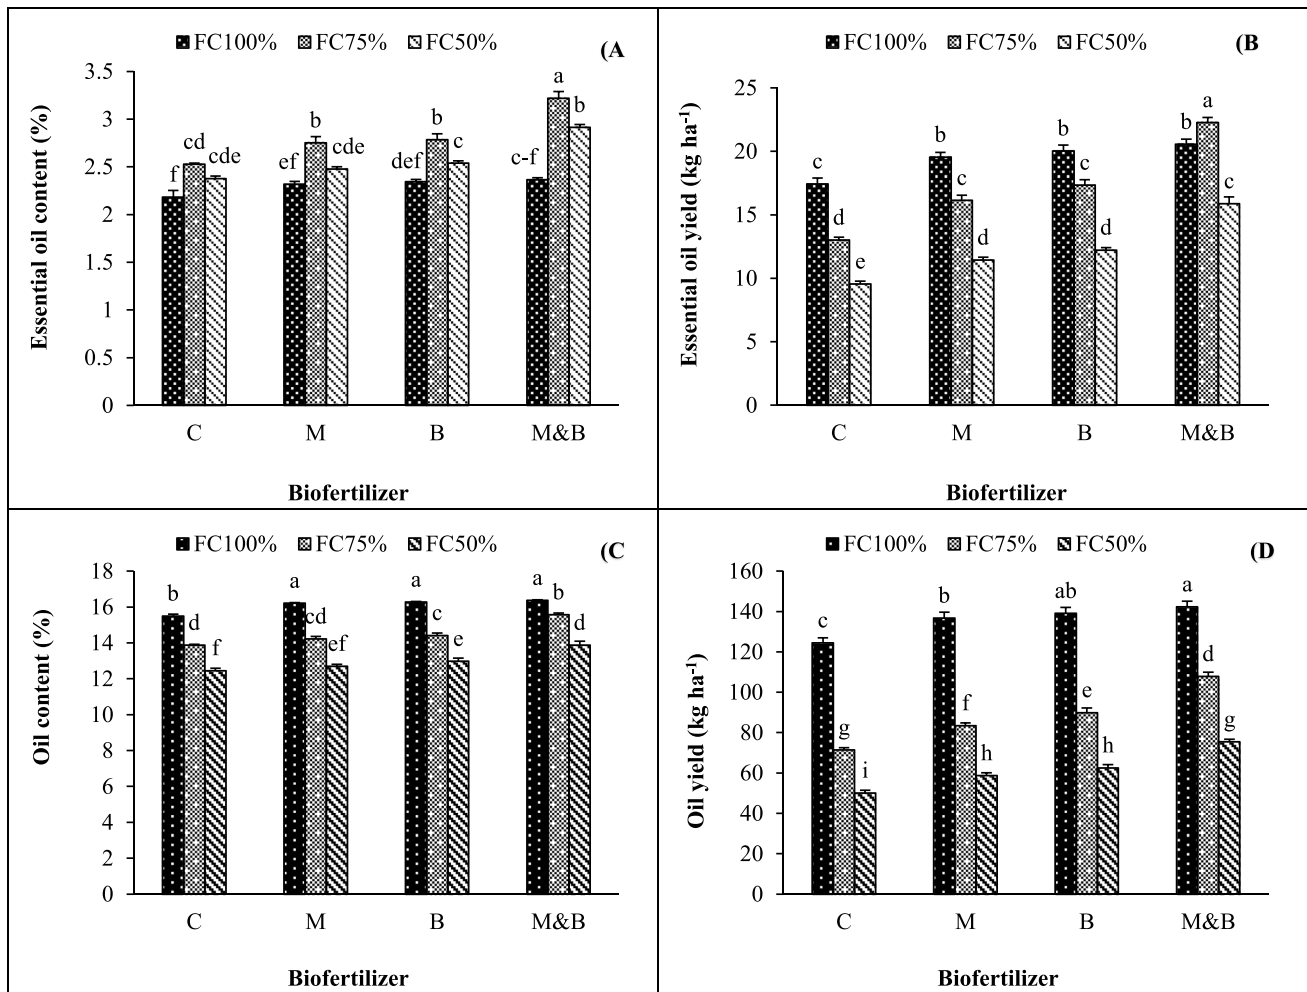 FC100% FC75% FC50%
(A
Essential oil content (%)
3.5
3
2.5
2
1.5
1
0.5
0
f cd cde
ef b cde
def b c
c-f a b
C M B M&B
Biofertilizer
FC100% FC75% FC50%
(B
Essential oil yield (kg ha⁻¹)
25
20
15
10
5
0
c d e
b c d
b c d
b a c
C M B M&B
Biofertilizer
FC100% FC75% FC50%
(C
Oil content (%)
18
16
14
12
10
8
6
4
2
0
b d f
a cd ef
a c e
a b d
C M B M&B
Biofertilizer
FC100% FC75% FC50%
(D
Oil yield (kg ha⁻¹)
160
140
120
100
80
60
40
20
0
c g i
b f h
ab e h
a d g
C M B M&B
Biofertilizer